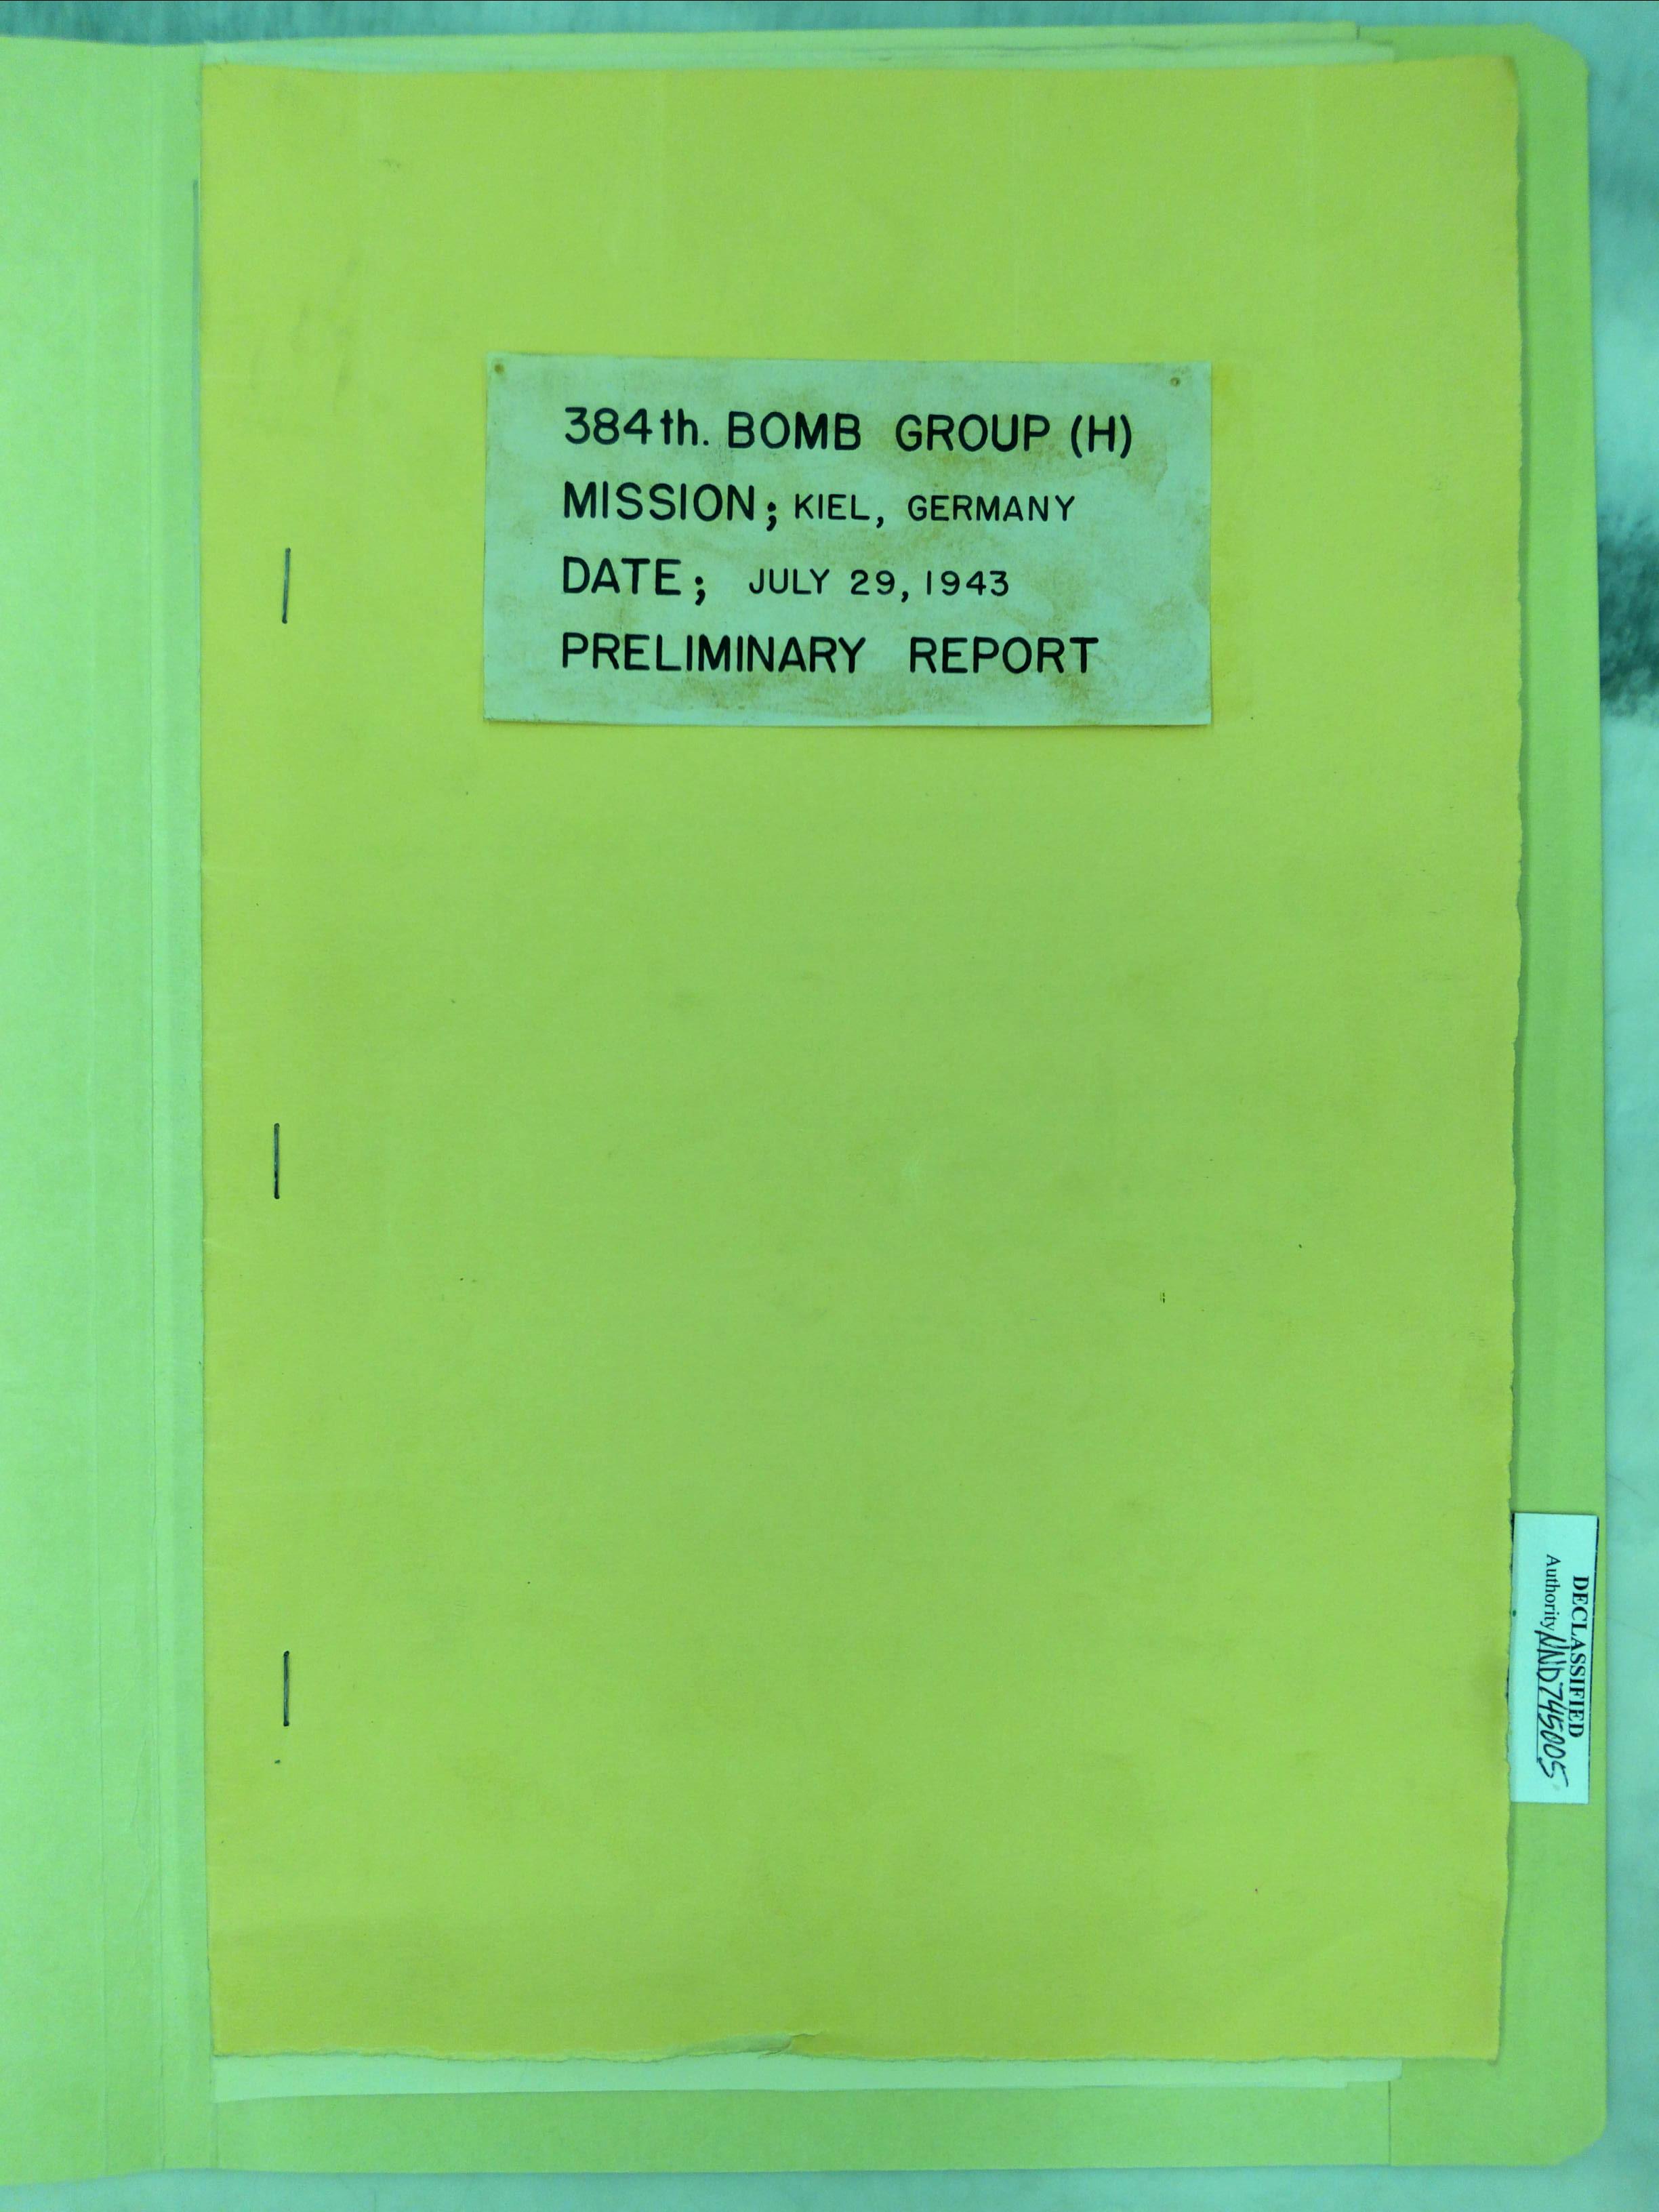 384th. BOMB GROUP (H)
MISSION; KIEL, GERMANY
DATE; JULY 29, 1943
PRELIMINARY REPORT
DECLASSIFIED
Authority NND745005